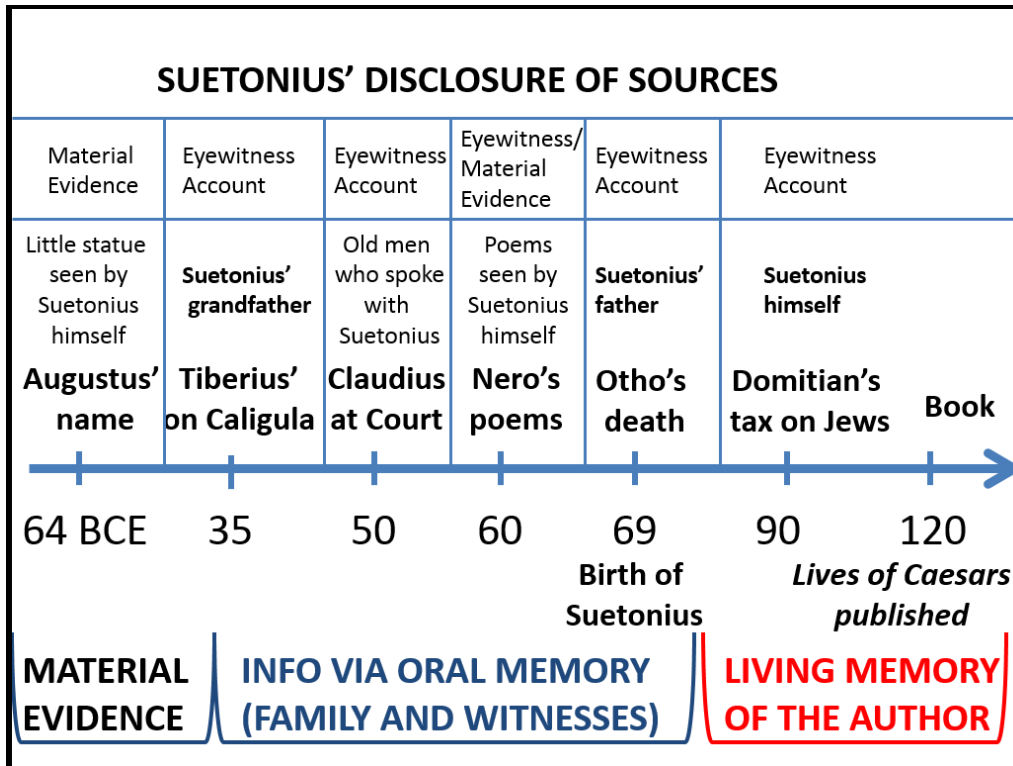 SUETONIUS’ DISCLOSURE OF SOURCES
Material
Evidence
Eyewitness
Account
Eyewitness
Account
Eyewitness/
Material
Evidence
Eyewitness
Account
Eyewitness
Account
Little statue
seen by
Suetonius
himself
Suetonius’
grandfather
Old men
who spoke
with
Suetonius
Poems
seen by
Suetonius
himself
Suetonius’
father
Suetonius
himself
Augustus’
name
Tiberius’
on Caligula
Claudius
at Court
Nero’s
poems
Otho’s
death
Domitian’s
tax on Jews
Book
64 BCE
35
50
60
69
90
120
Birth of
Suetonius
Lives of Caesars
published
MATERIAL
EVIDENCE
INFO VIA ORAL MEMORY
(FAMILY AND WITNESSES)
LIVING MEMORY
OF THE AUTHOR